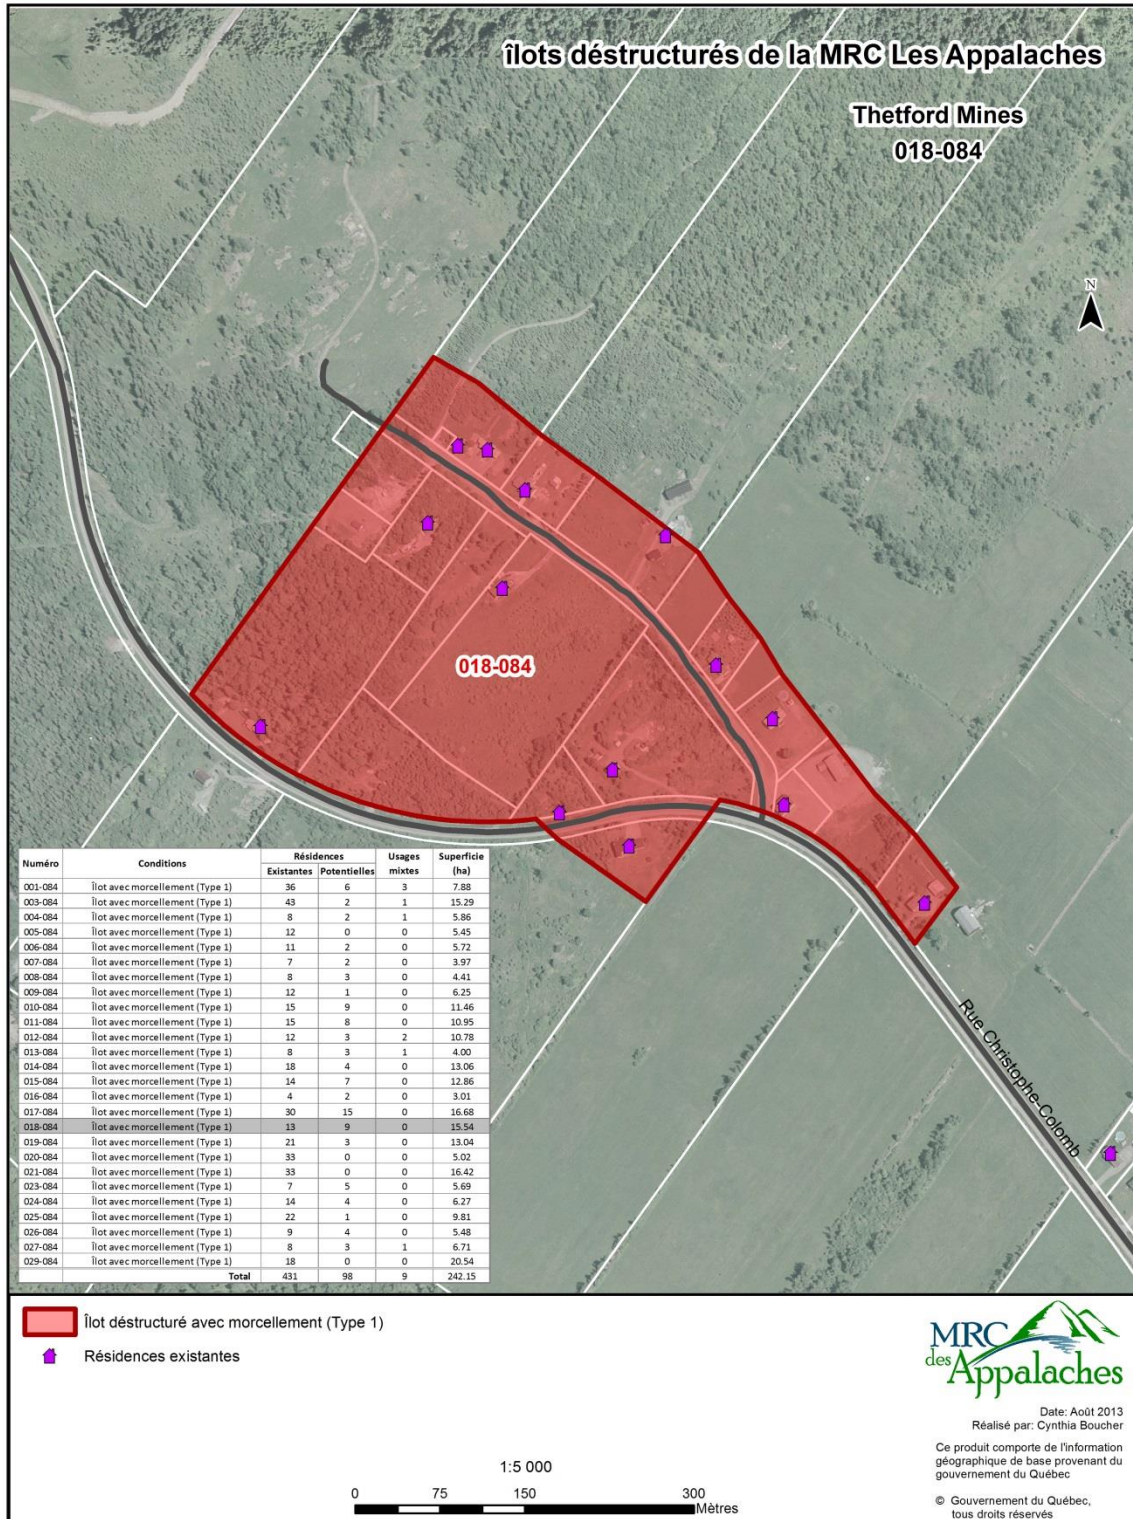 îlots déstructurés de la MRC Les Appalaches
Thetford Mines
018-084
N
018-084
Rue Christophe-Colomb
Numéro Conditions Résidences Usages mixtes Superficie (ha)
Existantes Potentielles
001-084 Îlot avec morcellement (Type 1) 36 6 3 7.88
003-084 Îlot avec morcellement (Type 1) 43 2 1 15.29
004-084 Îlot avec morcellement (Type 1) 8 2 1 5.86
005-084 Îlot avec morcellement (Type 1) 12 0 0 5.45
006-084 Îlot avec morcellement (Type 1) 11 2 0 5.72
007-084 Îlot avec morcellement (Type 1) 7 2 0 3.97
008-084 Îlot avec morcellement (Type 1) 8 3 0 4.41
009-084 Îlot avec morcellement (Type 1) 12 1 0 6.25
010-084 Îlot avec morcellement (Type 1) 15 9 0 11.46
011-084 Îlot avec morcellement (Type 1) 15 8 0 10.95
012-084 Îlot avec morcellement (Type 1) 12 3 2 10.78
013-084 Îlot avec morcellement (Type 1) 8 3 1 4.00
014-084 Îlot avec morcellement (Type 1) 18 4 0 13.06
015-084 Îlot avec morcellement (Type 1) 14 7 0 12.86
016-084 Îlot avec morcellement (Type 1) 4 2 0 3.01
017-084 Îlot avec morcellement (Type 1) 30 15 0 16.68
018-084 Îlot avec morcellement (Type 1) 13 9 0 15.54
019-084 Îlot avec morcellement (Type 1) 21 3 0 13.04
020-084 Îlot avec morcellement (Type 1) 33 0 0 5.02
021-084 Îlot avec morcellement (Type 1) 33 0 0 16.42
023-084 Îlot avec morcellement (Type 1) 7 5 0 5.69
024-084 Îlot avec morcellement (Type 1) 14 4 0 6.27
025-084 Îlot avec morcellement (Type 1) 22 1 0 9.81
026-084 Îlot avec morcellement (Type 1) 9 4 0 5.48
027-084 Îlot avec morcellement (Type 1) 8 3 1 6.71
029-084 Îlot avec morcellement (Type 1) 18 0 0 20.54
Total 431 98 9 242.15
Îlot déstructuré avec morcellement (Type 1)
Résidences existantes
1:5 000
0 75 150 300
Mètres
MRC
des Appalaches
Date: Août 2013
Réalisé par: Cynthia Boucher
Ce produit comporte de l'information
géographique de base provenant du
gouvernement du Québec
© Gouvernement du Québec,
tous droits réservés